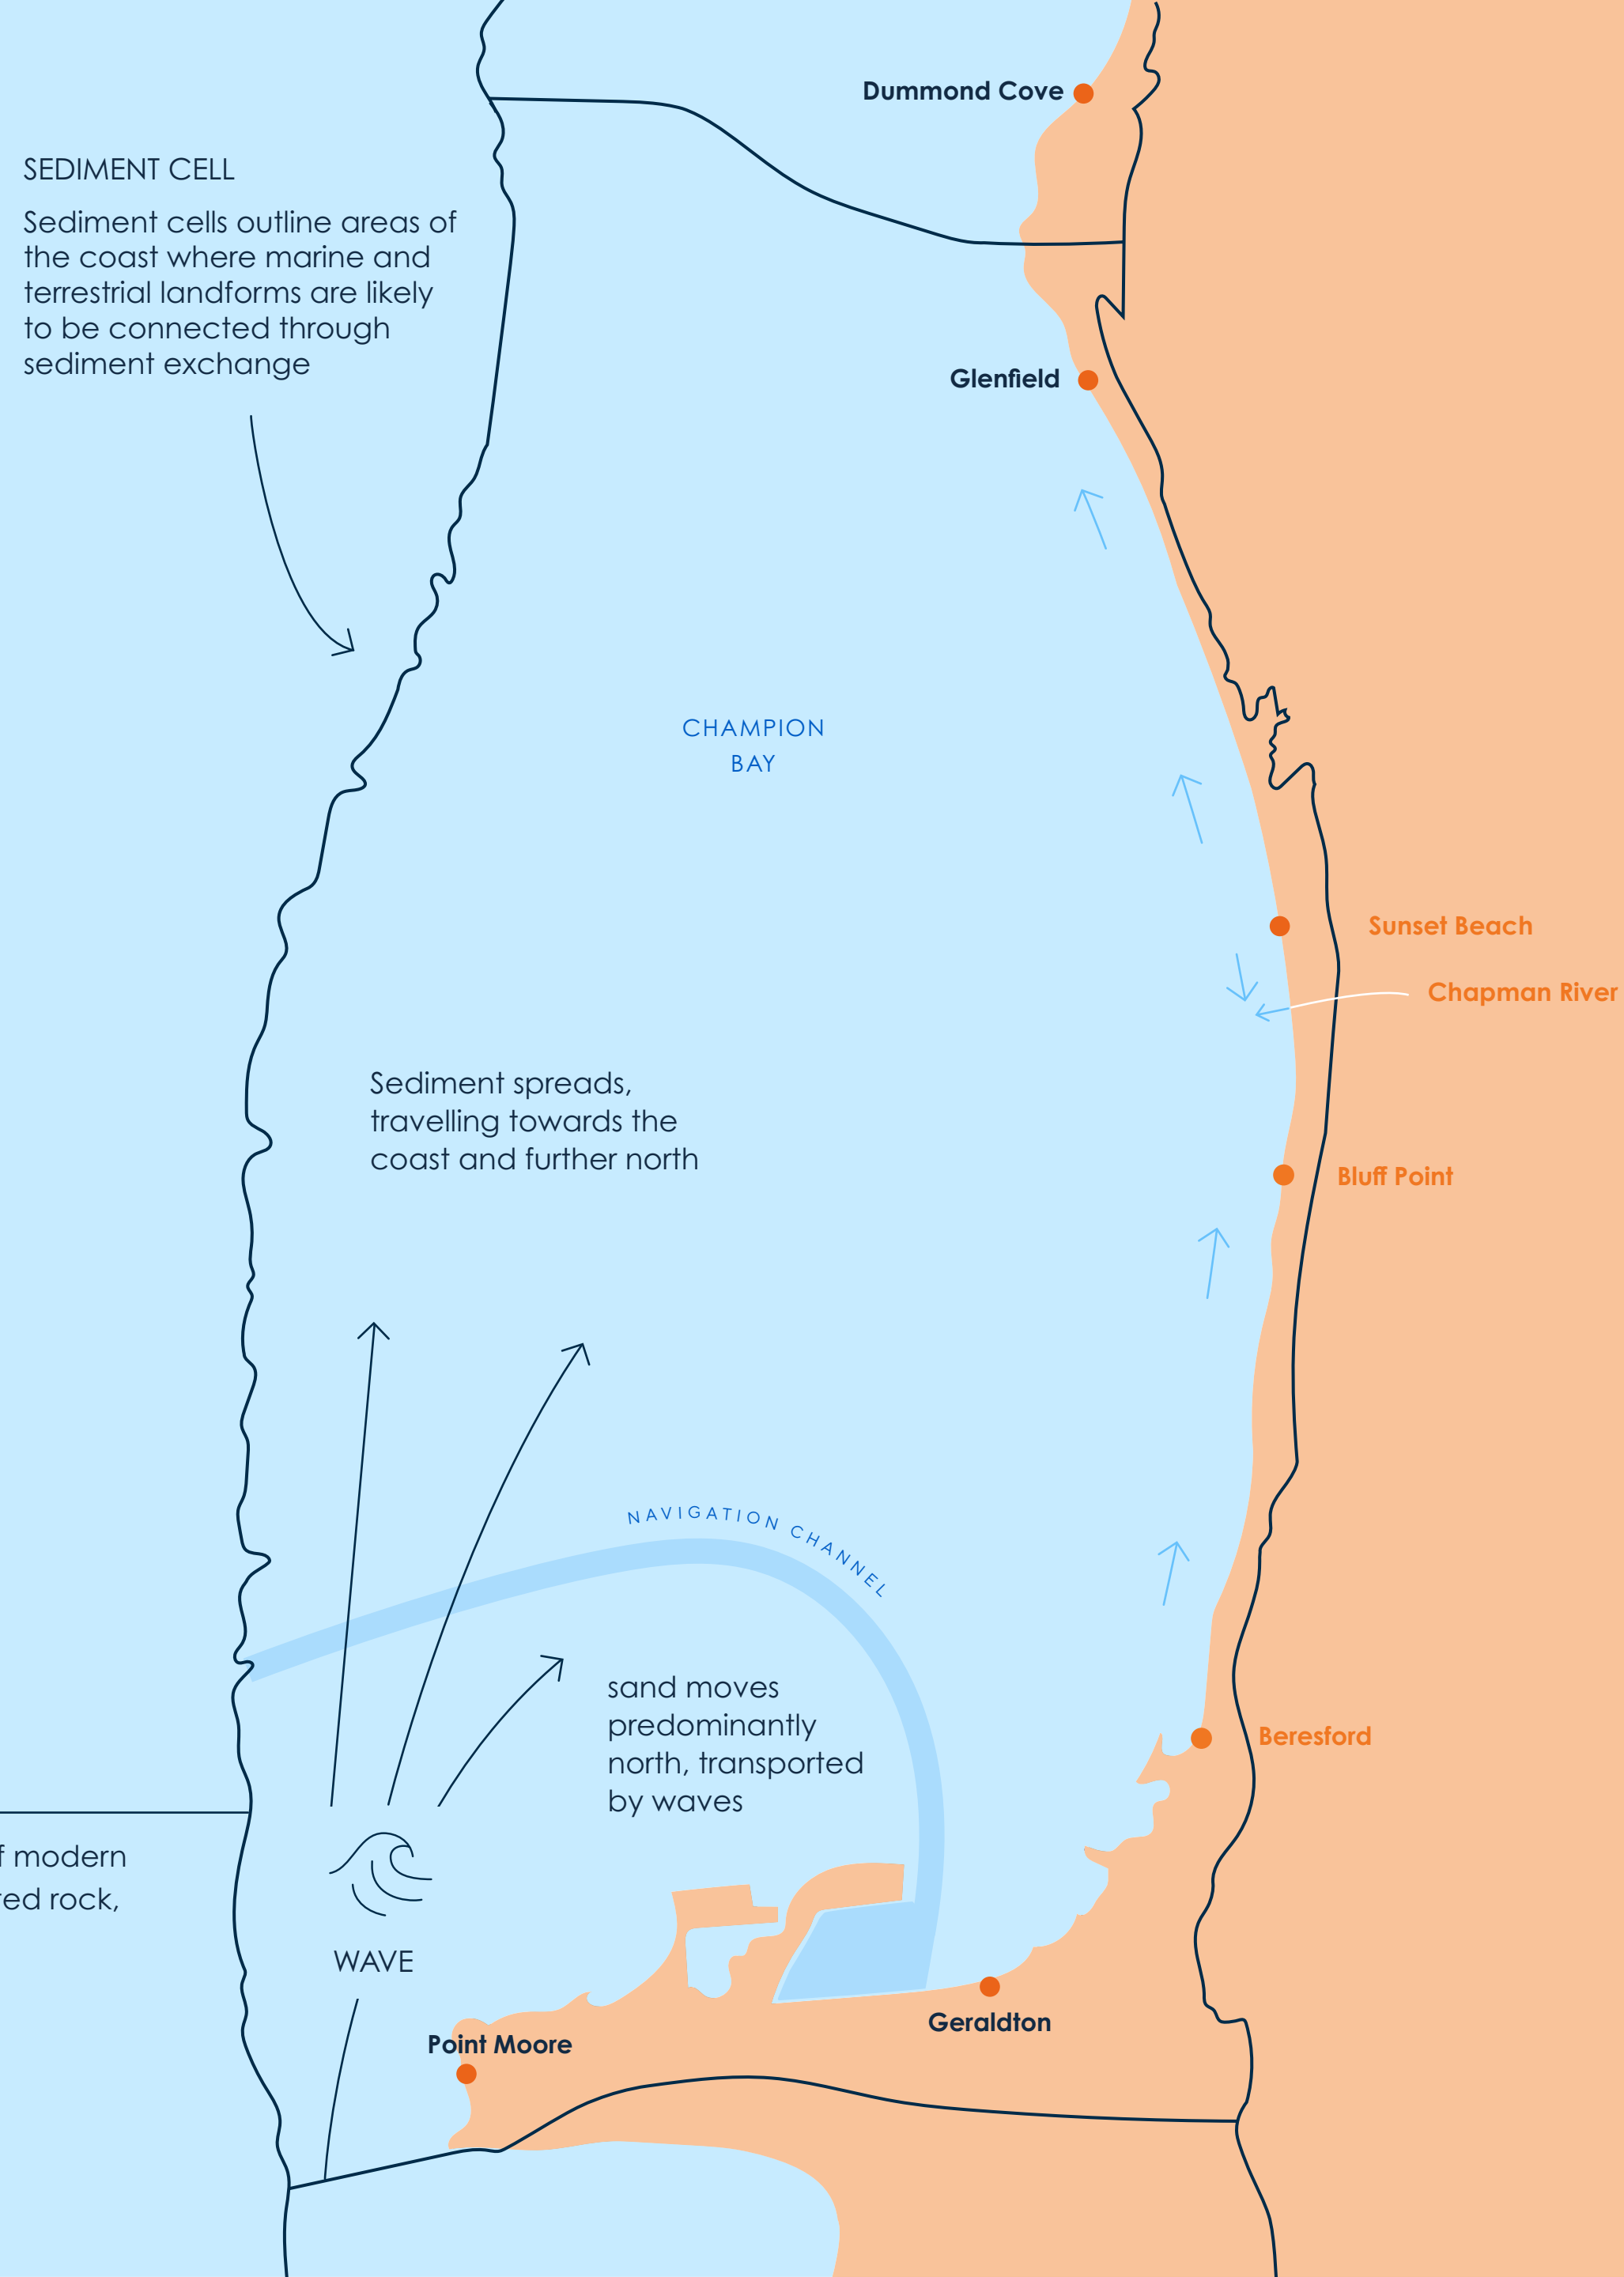 Dummond Cove
SEDIMENT CELL
Sediment cells outline areas of
the coast where marine and
terrestrial landforms are likely
to be connected through
sediment exchange
Glenfield
CHAMPION
BAY
Sunset Beach
Chapman River
Sediment spreads,
travelling towards the
coast and further north
Bluff Point
NAVIGATION CHANNEL
sand moves
predominantly
north, transported
by waves
Beresford
f modern
ed rock,
WAVE
Geraldton
Point Moore